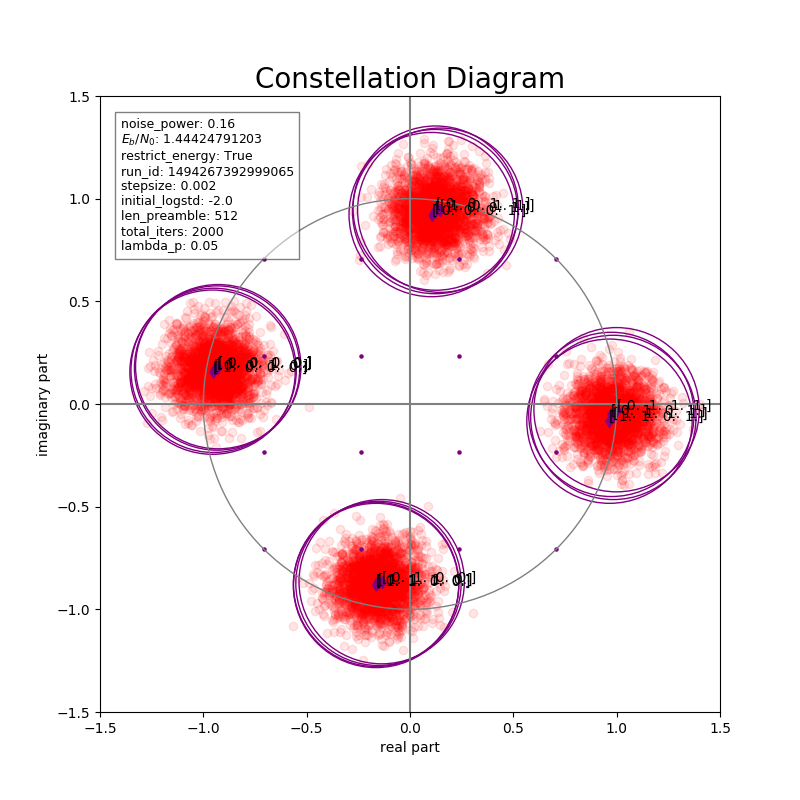 Constellation Diagram
noise_power: 0.16
E_b/N_0: 1.44424791203
restrict_energy: True
run_id: 1494267392999065
stepsize: 0.002
initial_logstd: -2.0
len_preamble: 512
total_iters: 2000
lambda_p: 0.05
1.5
1.0
0.5
0.0
−0.5
−1.0
−1.5
imaginary part
−1.5
−1.0
−0.5
0.0
0.5
1.0
1.5
real part